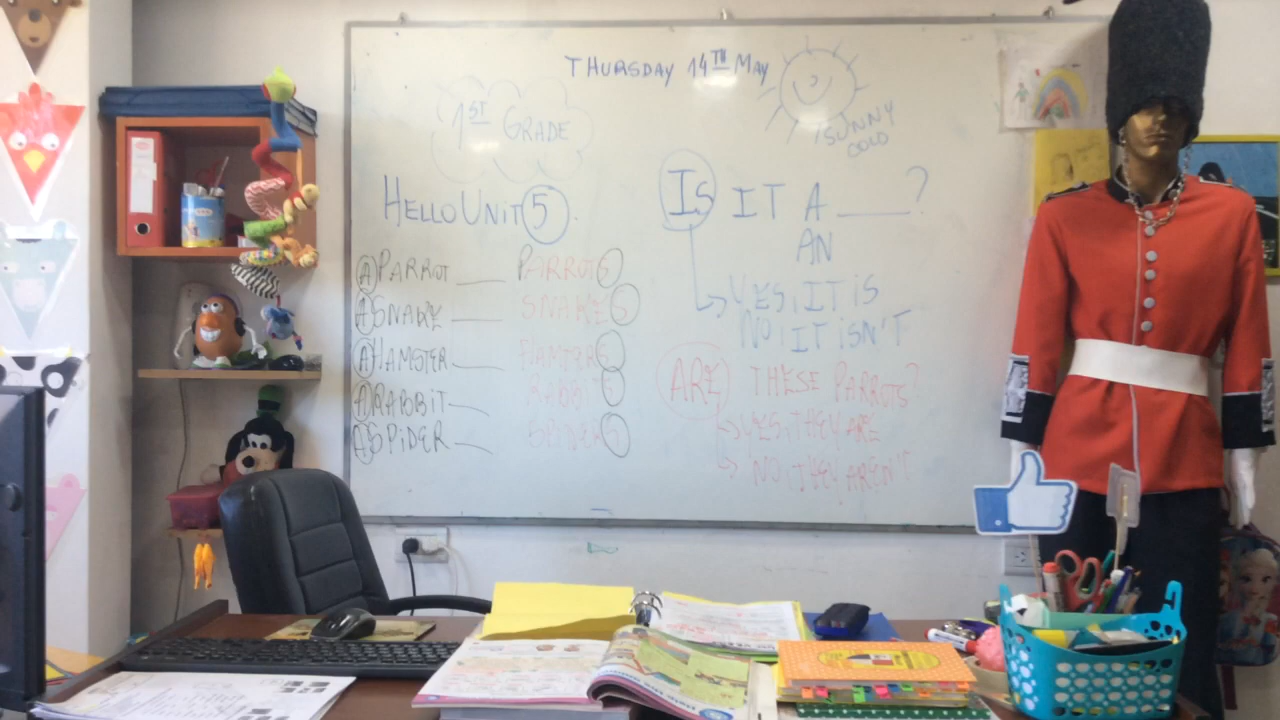 THURSDAY 14TH MAY
1ST GRADE
SUNNY
COLD
HELLO UNIT 5
A PARROT ___ PARROTS
A SNAKE ___ SNAKES
A HAMSTER ___ HAMSTERS
A RABBIT ___ RABBITS
A SPIDER ___ SPIDERS
IS IT A ____?
AN
YES, IT IS
NO, IT ISN'T
ARE THESE PARROTS?
YES, THEY ARE
NO, THEY AREN'T